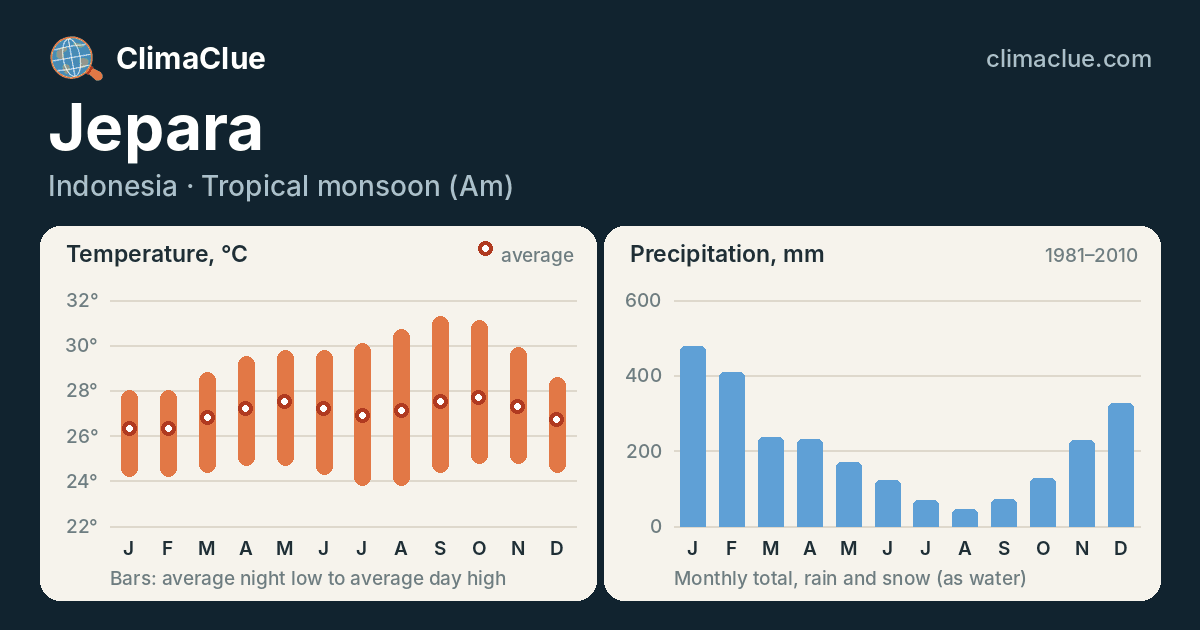 ClimaClue
climaclue.com
Jepara
Indonesia · Tropical monsoon (Am)
Temperature, °C
average
32°
30°
28°
26°
24°
22°
J F M A M J J A S O N D
Bars: average night low to average day high
Precipitation, mm
1981–2010
600
400
200
0
J F M A M J J A S O N D
Monthly total, rain and snow (as water)